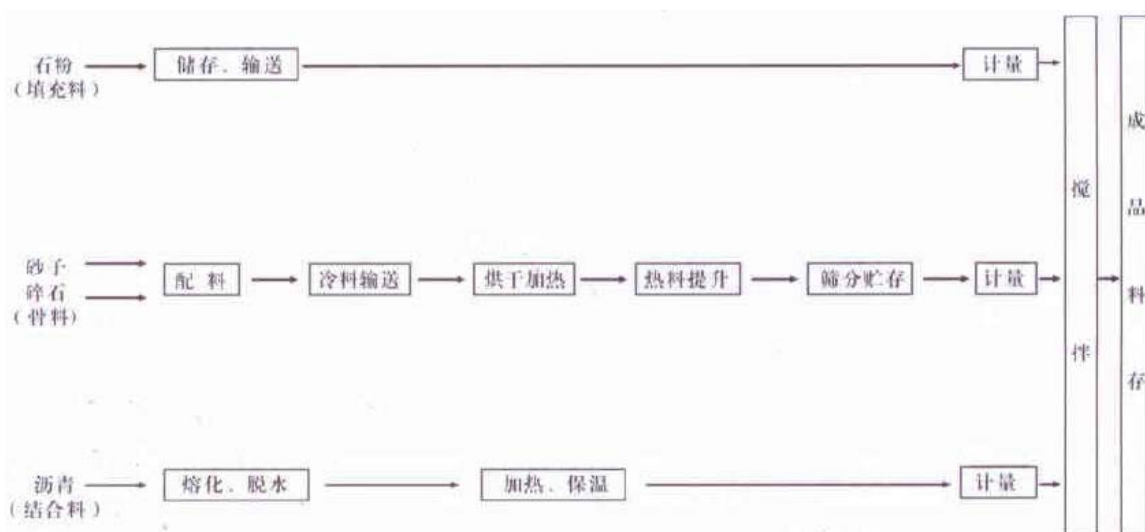 石粉
(填充料)
储存、输送
计量
砂子
碎石
(骨料)
配 料
冷料输送
烘干加热
热料提升
筛分贮存
计量
沥青
(结合料)
熔化、脱水
加热、保温
计量
搅拌
成品料存